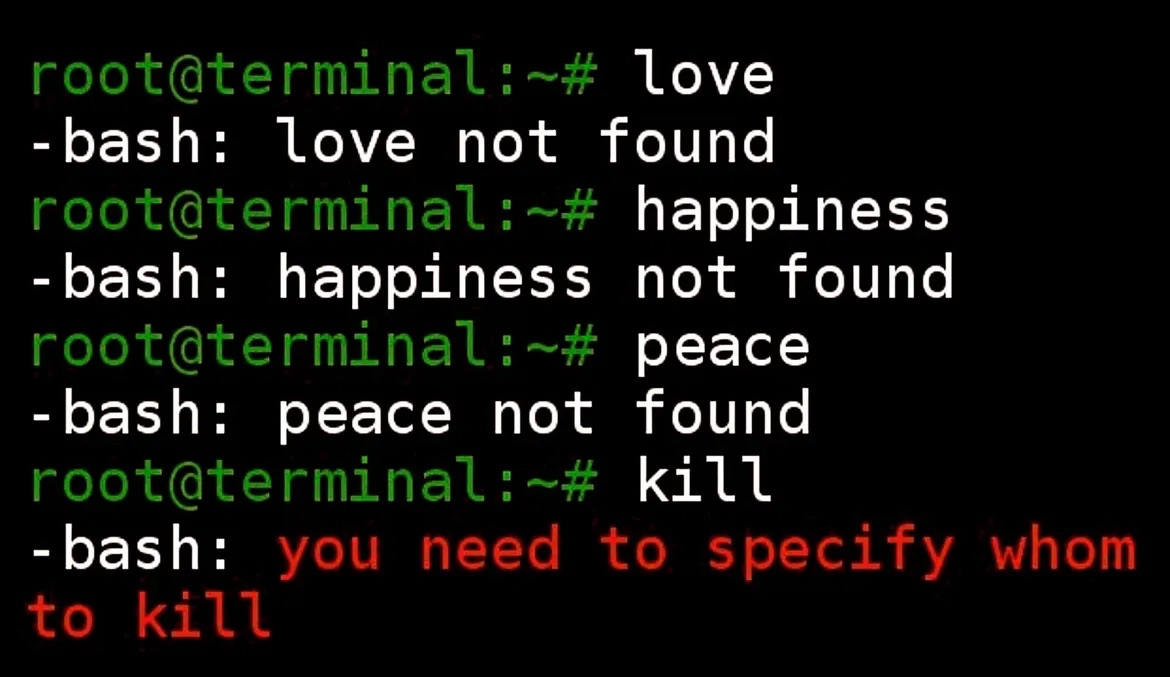 root@terminal:~# love
-bash: love not found
root@terminal:~# happiness
-bash: happiness not found
root@terminal:~# peace
-bash: peace not found
root@terminal:~# kill
-bash: you need to specify whom
to kill